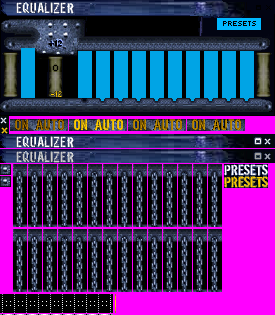 EQUALIZER
PRESETS
+12
0
-12
ON AUTO ON AUTO ON AUTO ON AUTO
EQUALIZER
EQUALIZER
PRESETS
PRESETS